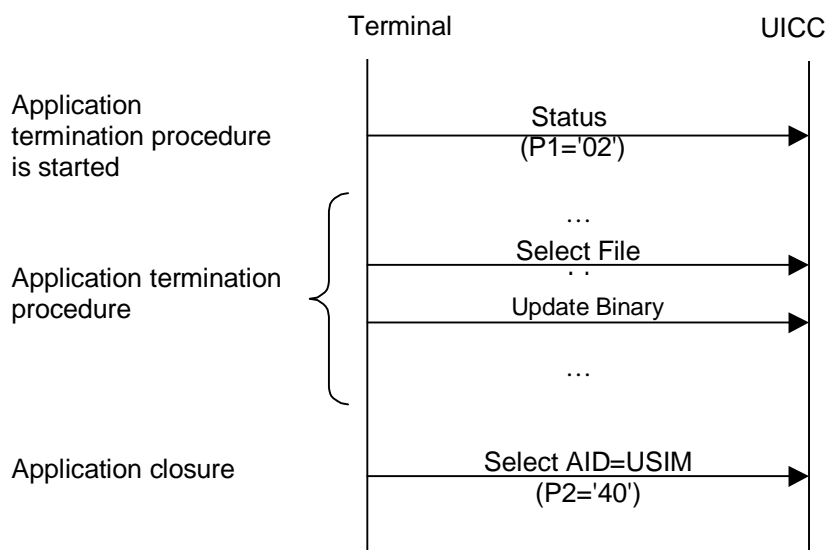 Terminal UICC
Application
termination procedure
is started
Status
(P1='02')
...
Select File
. .
Application termination
procedure
Update Binary
...
Application closure
Select AID=USIM
(P2='40')